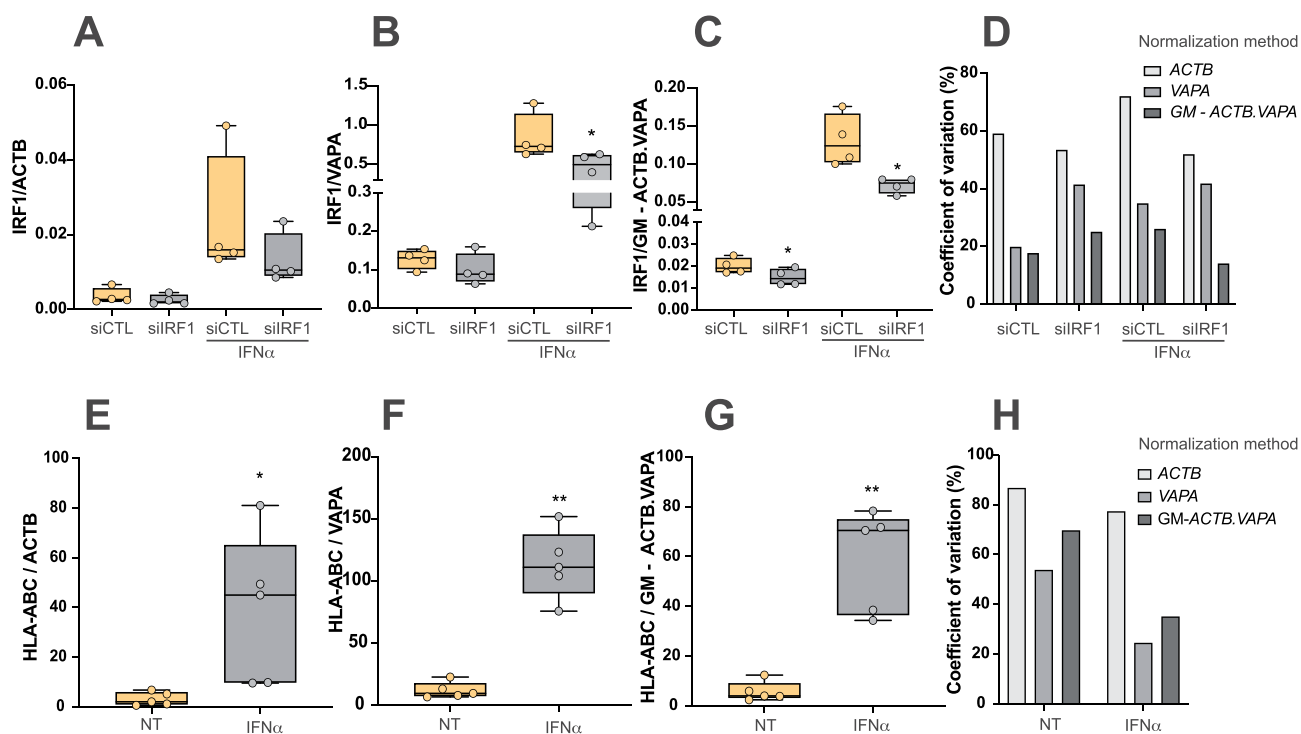 A
IRF1/ACTB
0.06
0.04
0.02
0.00
siCTL siIRF1 siCTL siIRF1
IFNα
B
IRF1/VAPA
1.5
1.0
0.5
0.3
0.2
0.1
0.0
*
siCTL siIRF1 siCTL siIRF1
IFNα
C
IRF1/GM - ACTB.VAPA
0.20
0.15
0.10
0.05
0.04
0.03
0.02
0.01
0.00
*
*
siCTL siIRF1 siCTL siIRF1
IFNα
D
Normalization method
ACTB
VAPA
GM - ACTB.VAPA
Coefficient of variation (%)
80
60
40
20
0
siCTL siIRF1 siCTL siIRF1
IFNα
E
HLA-ABC / ACTB
100
80
60
40
20
0
*
NT IFNα
F
HLA-ABC / VAPA
200
150
100
50
0
**
NT IFNα
G
HLA-ABC / GM - ACTB.VAPA
100
80
60
40
20
0
**
NT IFNα
H
Normalization method
ACTB
VAPA
GM-ACTB.VAPA
Coefficient of variation (%)
100
80
60
40
20
0
NT IFNα